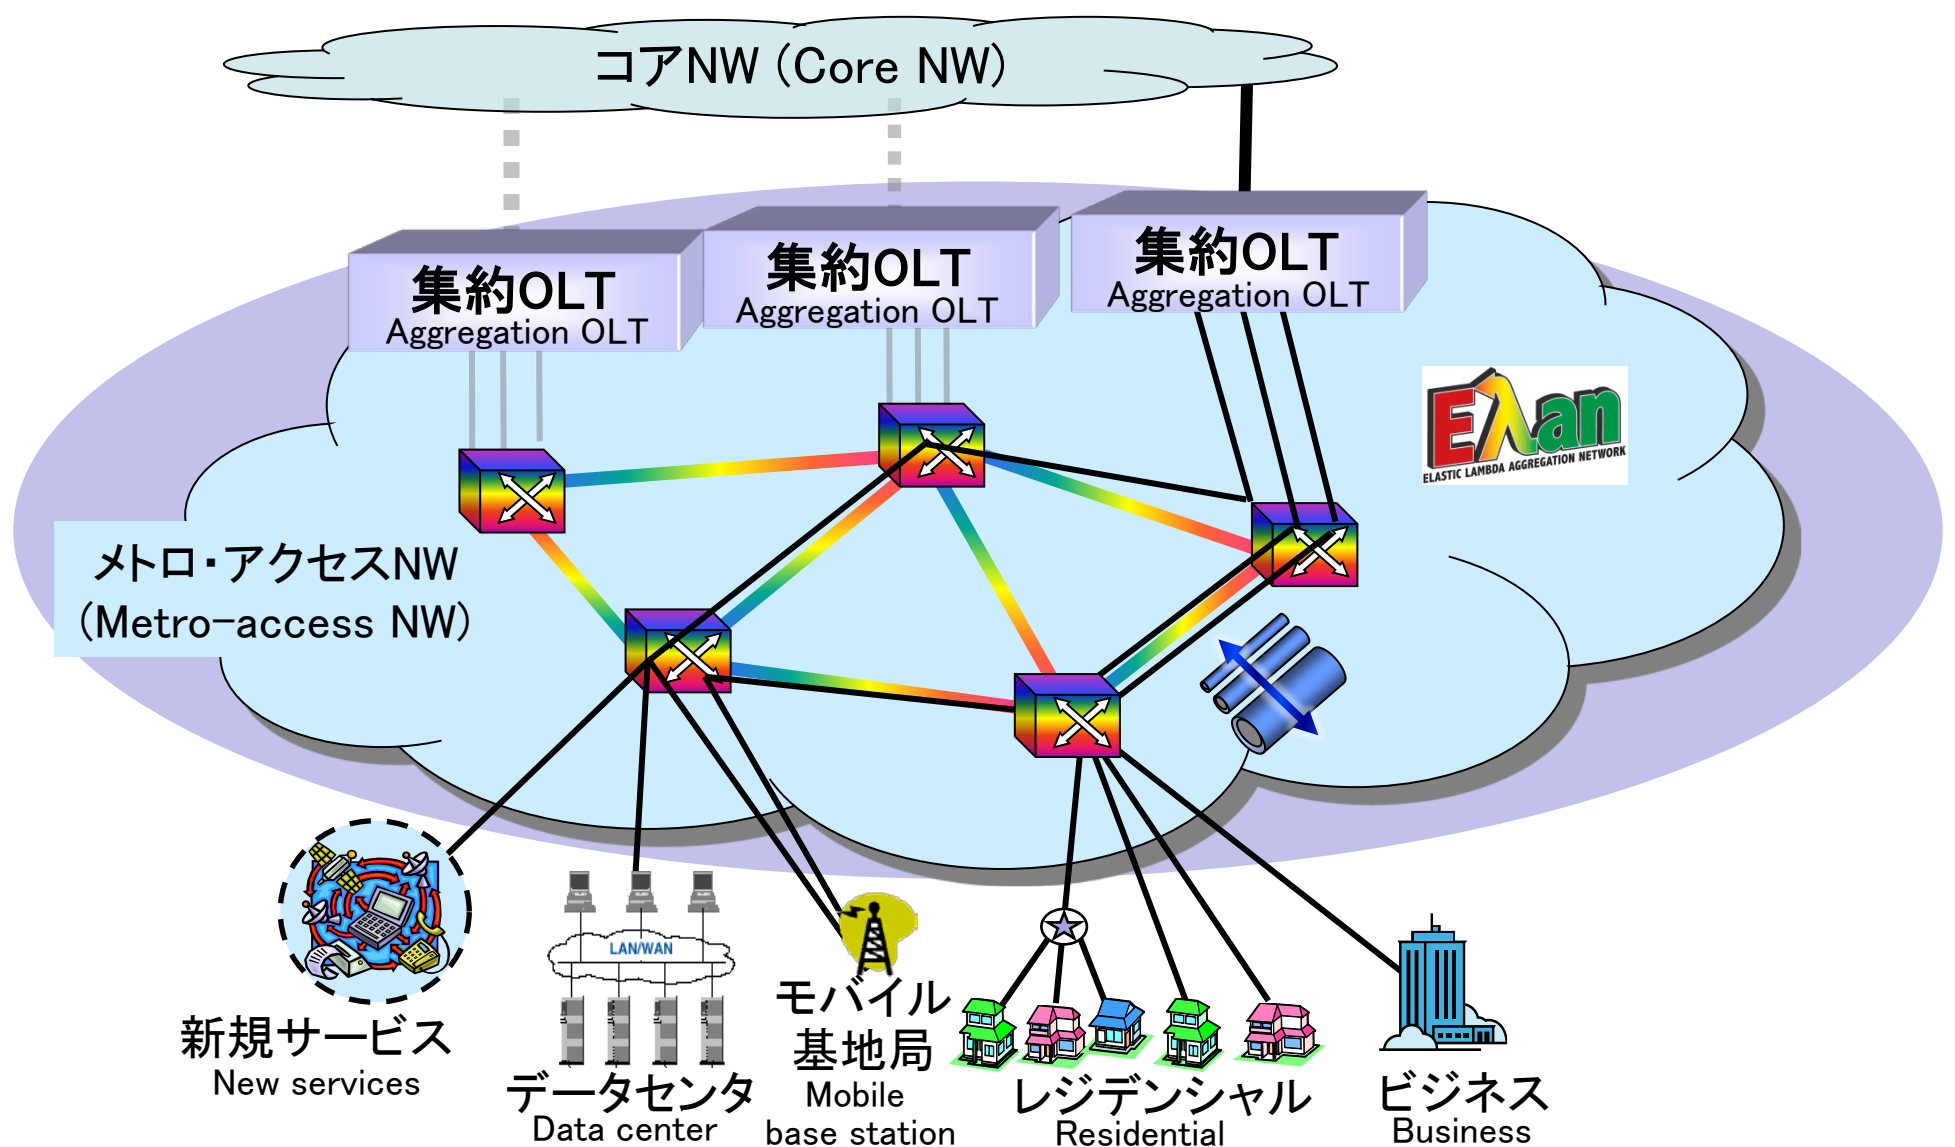 コアNW (Core NW)
集約OLT
Aggregation OLT
集約OLT
Aggregation OLT
集約OLT
Aggregation OLT
Eλan
ELASTIC LAMBDA AGGREGATION NETWORK
メトロ・アクセスNW
(Metro-access NW)
LAN/WAN
新規サービス
New services
データセンタ
Data center
モバイル
基地局
Mobile
base station
レジデンシャル
Residential
ビジネス
Business